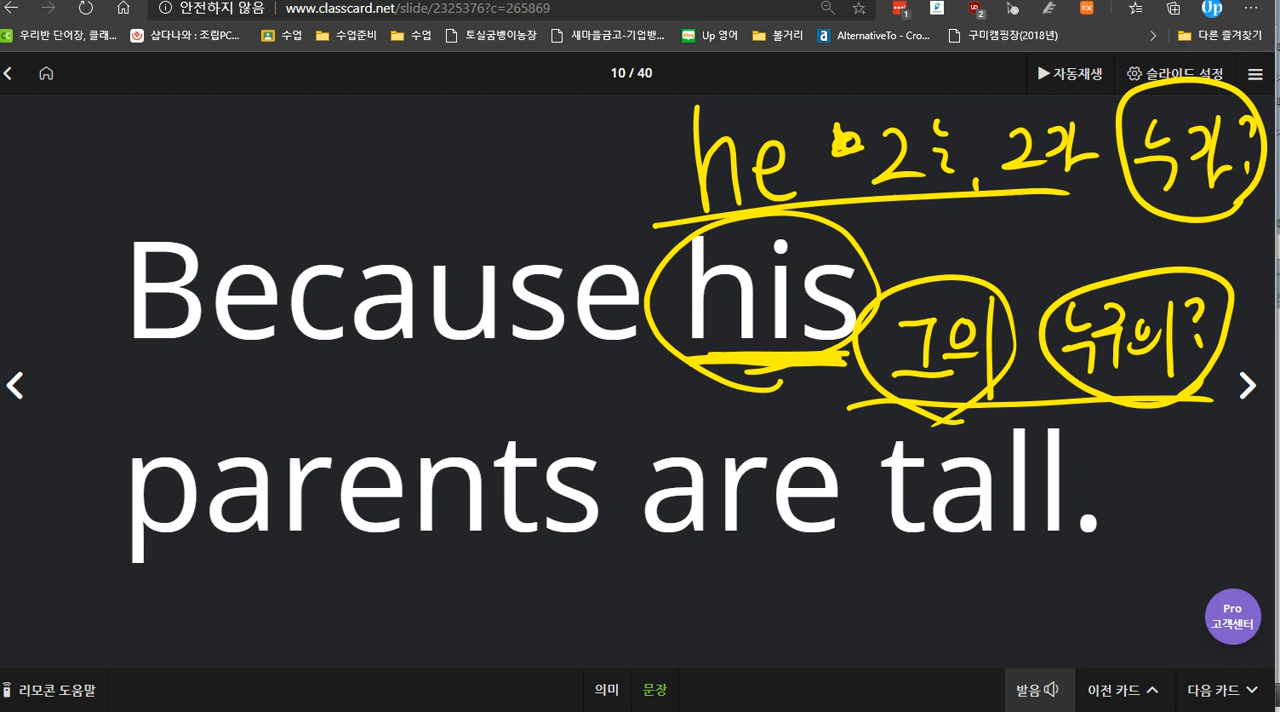 안전하지 않음 www.classcard.net/slide/2325376?c=265869
우리반 단어장, 클래... 샵다나와 : 조립PC... 수업 수업준비 수업 토실굼벵이농장 새마을금고-기업뱅... Up 영어 볼거리 AlternativeTo - Cro... 구미캠핑장(2018년) 다른 즐겨찾기
10 / 40 자동재생 슬라이드 설정
he 그는, 그가 누가?
Because his
그의 누구의?
parents are tall.
Pro
고객센터
리모콘 도움말 의미 문장 발음 이전 카드 다음 카드